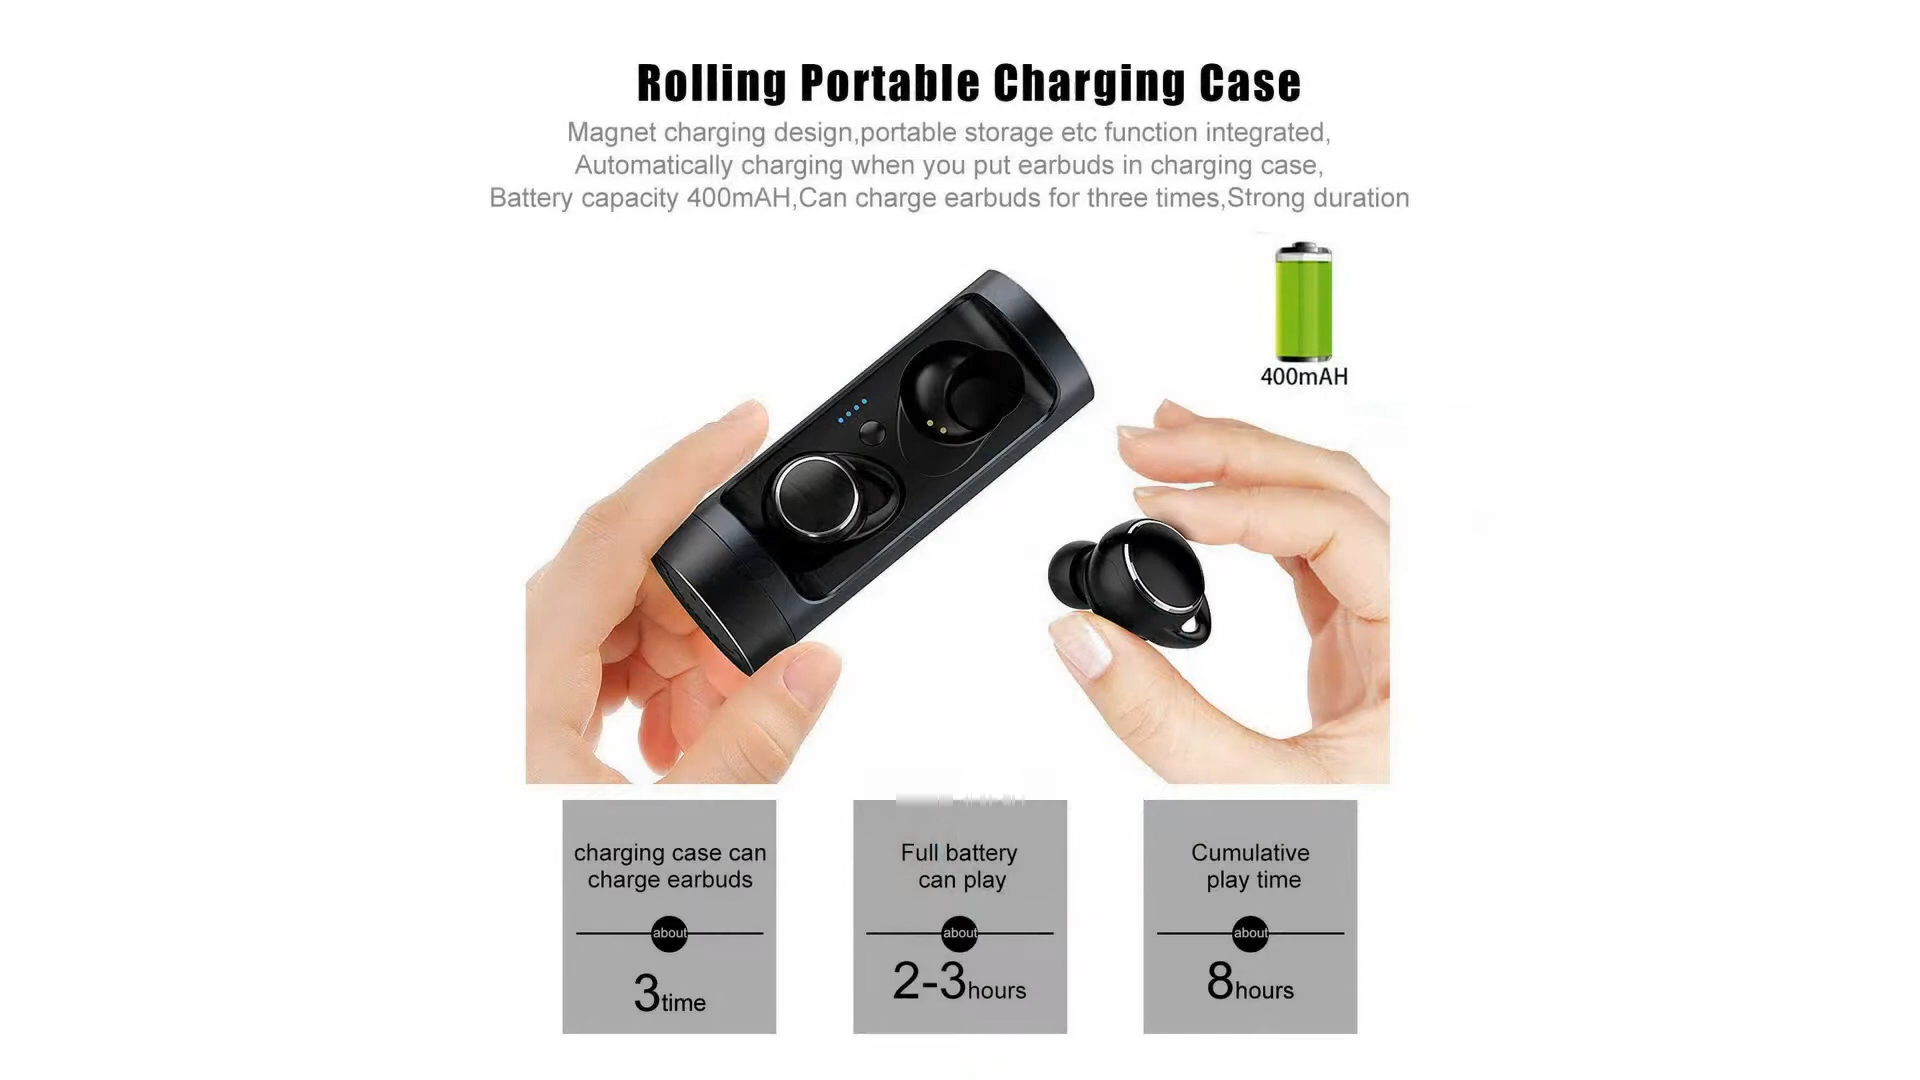 Rolling Portable Charging Case
Magnet charging design,portable storage etc function integrated,
Automatically charging when you put earbuds in charging case,
Battery capacity 400mAH,Can charge earbuds for three times,Strong duration
400mAH
charging case can
charge earbuds
about
3time
Full battery
can play
about
2-3hours
Cumulative
play time
about
8hours